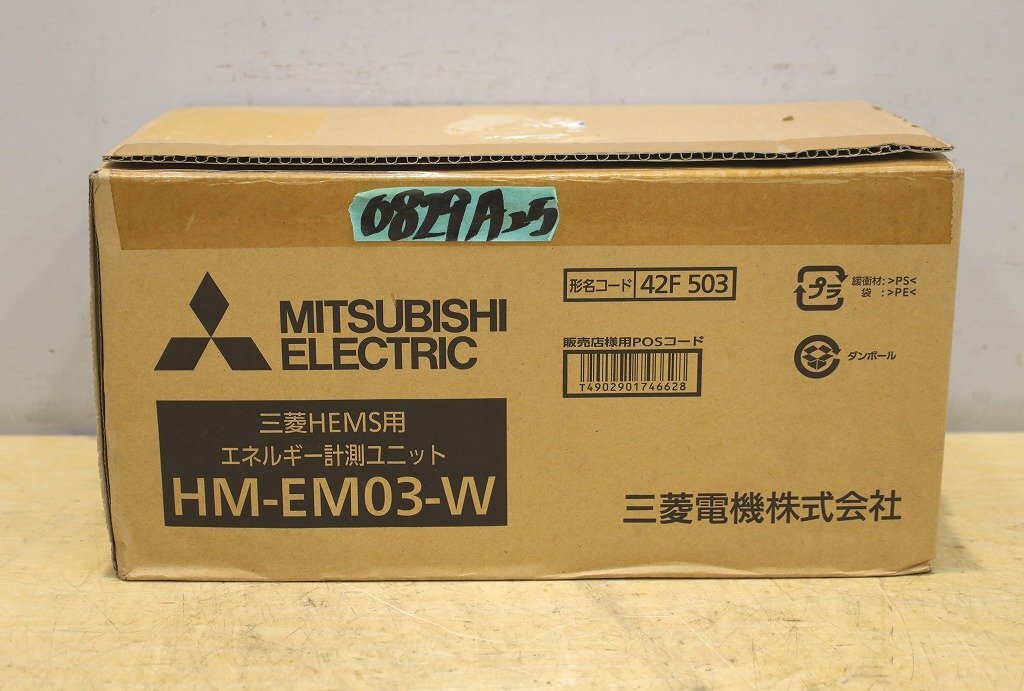 0829A25
MITSUBISHI
ELECTRIC
三菱HEMS用
エネルギー計測ユニット
HM-EM03-W
形名コード 42F 503
販売店様用POSコード
T4902901746628
プラ
緩衝材: >PS<
袋 : >PE<
ダンボール
三菱電機株式会社